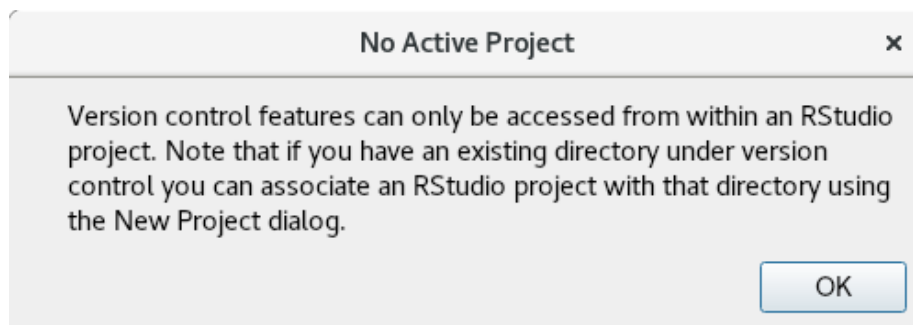 No Active Project
Version control features can only be accessed from within an RStudio
project. Note that if you have an existing directory under version
control you can associate an RStudio project with that directory using
the New Project dialog.
OK